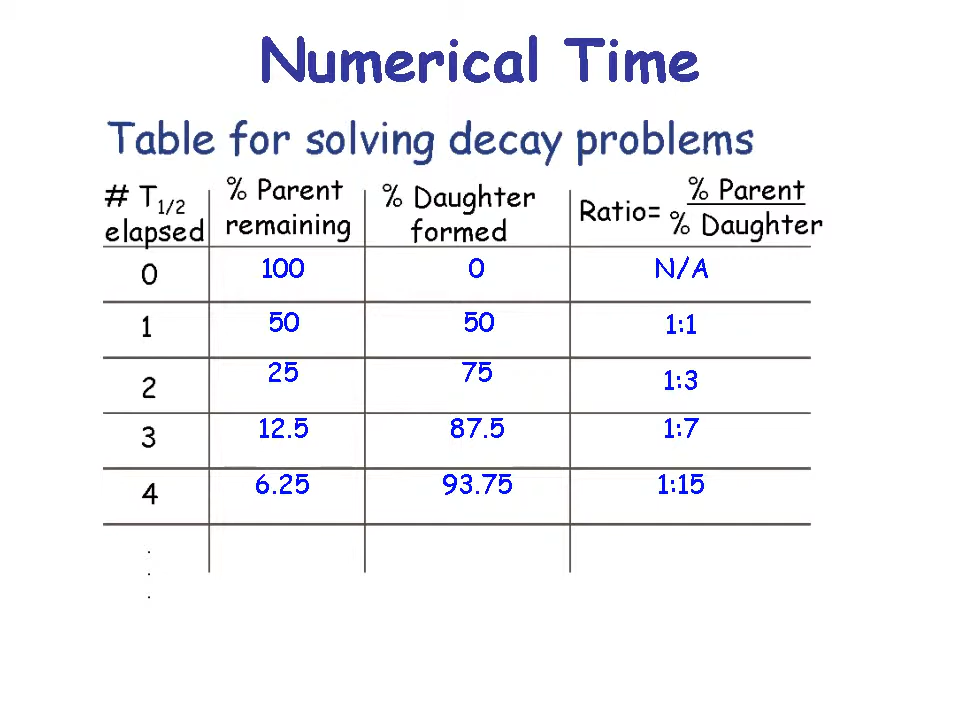 Numerical Time
Table for solving decay problems
# T1/2 elapsed | % Parent remaining | % Daughter formed | Ratio= % Parent / % Daughter
0 | 100 | 0 | N/A
1 | 50 | 50 | 1:1
2 | 25 | 75 | 1:3
3 | 12.5 | 87.5 | 1:7
4 | 6.25 | 93.75 | 1:15
.
.
.